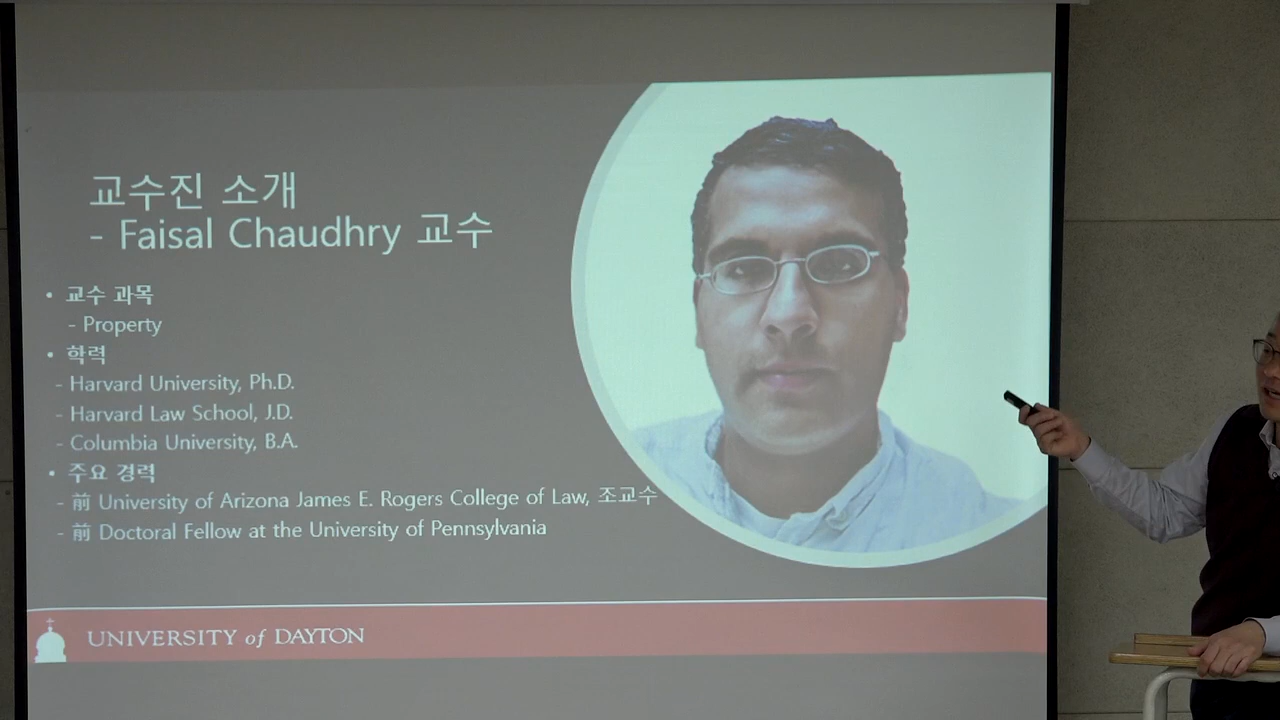 교수진 소개
- Faisal Chaudhry 교수
• 교수 과목
- Property
• 학력
- Harvard University, Ph.D.
- Harvard Law School, J.D.
- Columbia University, B.A.
• 주요 경력
- 前 University of Arizona James E. Rogers College of Law, 조교수
- 前 Doctoral Fellow at the University of Pennsylvania
UNIVERSITY of DAYTON